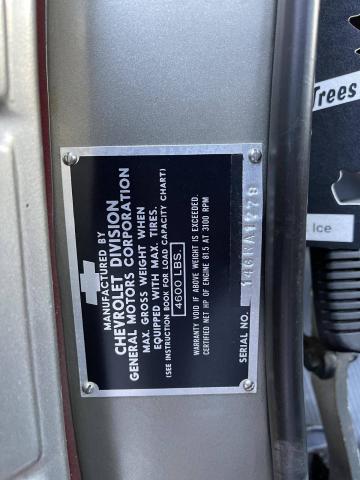 MANUFACTURED BY
CHEVROLET DIVISION
GENERAL MOTORS CORPORATION
MAX. GROSS WEIGHT WHEN
EQUIPPED WITH MAX. TIRES.
(SEE INSTRUCTION BOOK FOR LOAD CAPACITY CHART)
4600 LBS.
WARRANTY VOID IF ABOVE WEIGHT IS EXCEEDED.
CERTIFIED NET HP OF ENGINE 81.5 AT 3100 RPM
SERIAL NO.
Trees
Ice